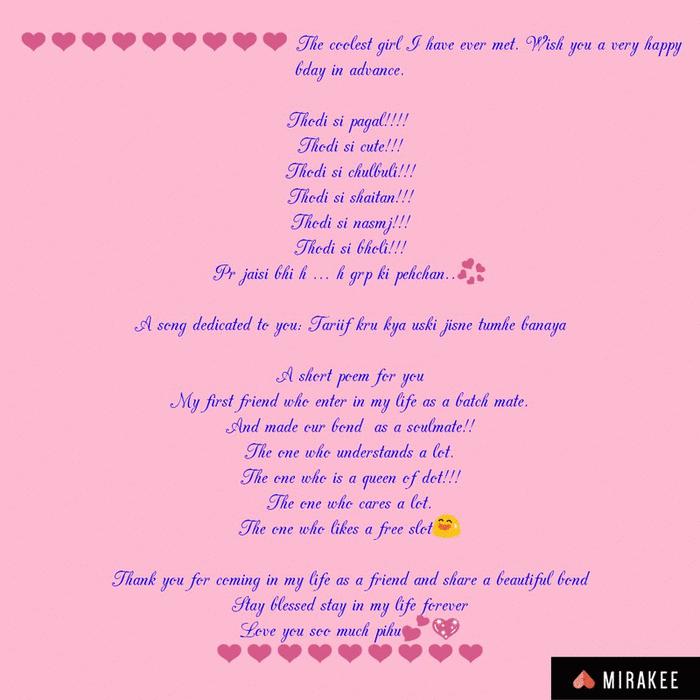 The coolest girl I have ever met. Wish you a very happy
bday in advance.
Thodi si pagal!!!!
Thodi si cute!!!
Thodi si chulbuli!!!
Thodi si shaitan!!!
Thodi si nasmj!!!
Thodi si bholi!!!
Pr jaisi bhi h ... h grp ki pehchan..
A song dedicated to you: Tariif kru kya uski jisne tumhe banaya
A short poem for you
My first friend who enter in my life as a batch mate.
And made our bond as a soulmate!!
The one who understands a lot.
The one who is a queen of dot!!!
The one who cares a lot.
The one who likes a free slot
Thank you for coming in my life as a friend and share a beautiful bond
Stay blessed stay in my life forever
Love you soo much pihu
MIRAKEE